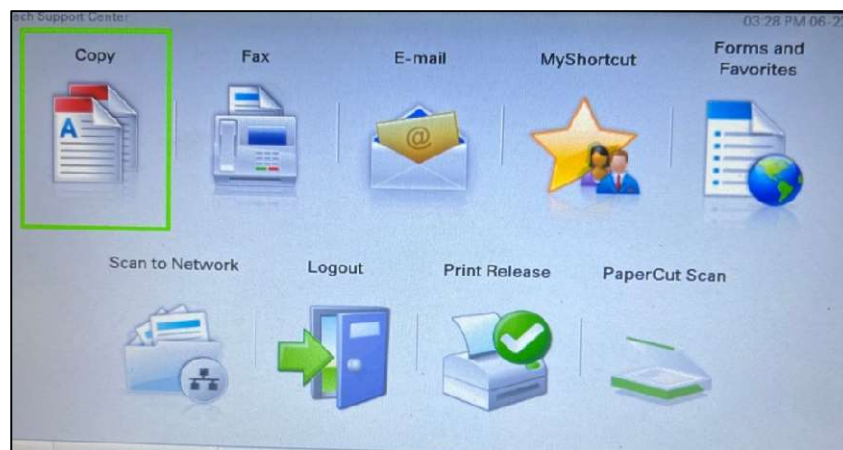 ech Support Center
03:28 PM 06-2
Copy
Fax
E-mail
MyShortcut
Forms and
Favorites
A
@
Scan to Network
Logout
Print Release
PaperCut Scan